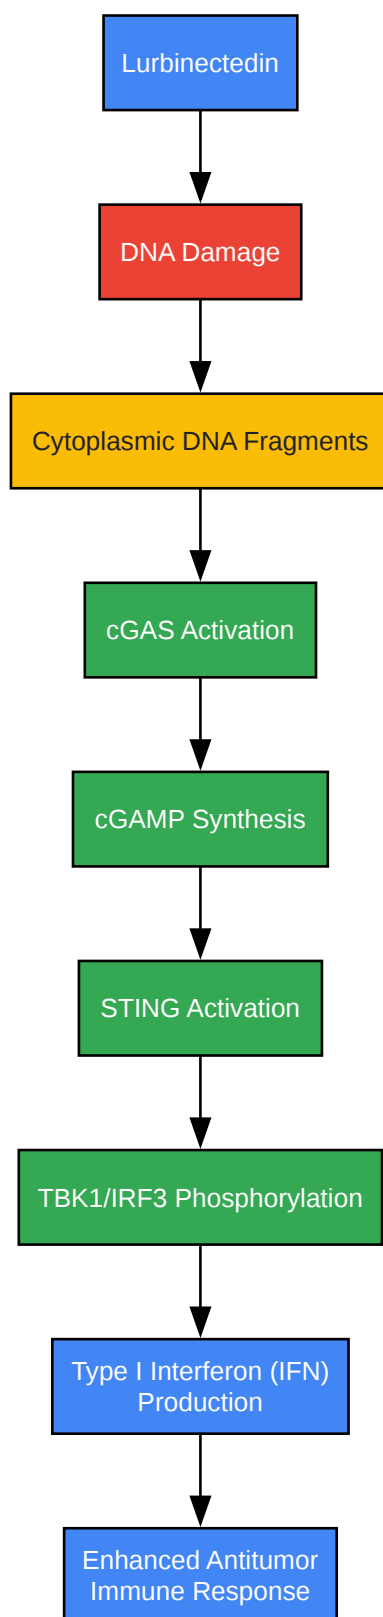 Lurbinectedin
DNA Damage
Cytoplasmic DNA Fragments
cGAS Activation
cGAMP Synthesis
STING Activation
TBK1/IRF3 Phosphorylation
Type I Interferon (IFN)
Production
Enhanced Antitumor
Immune Response